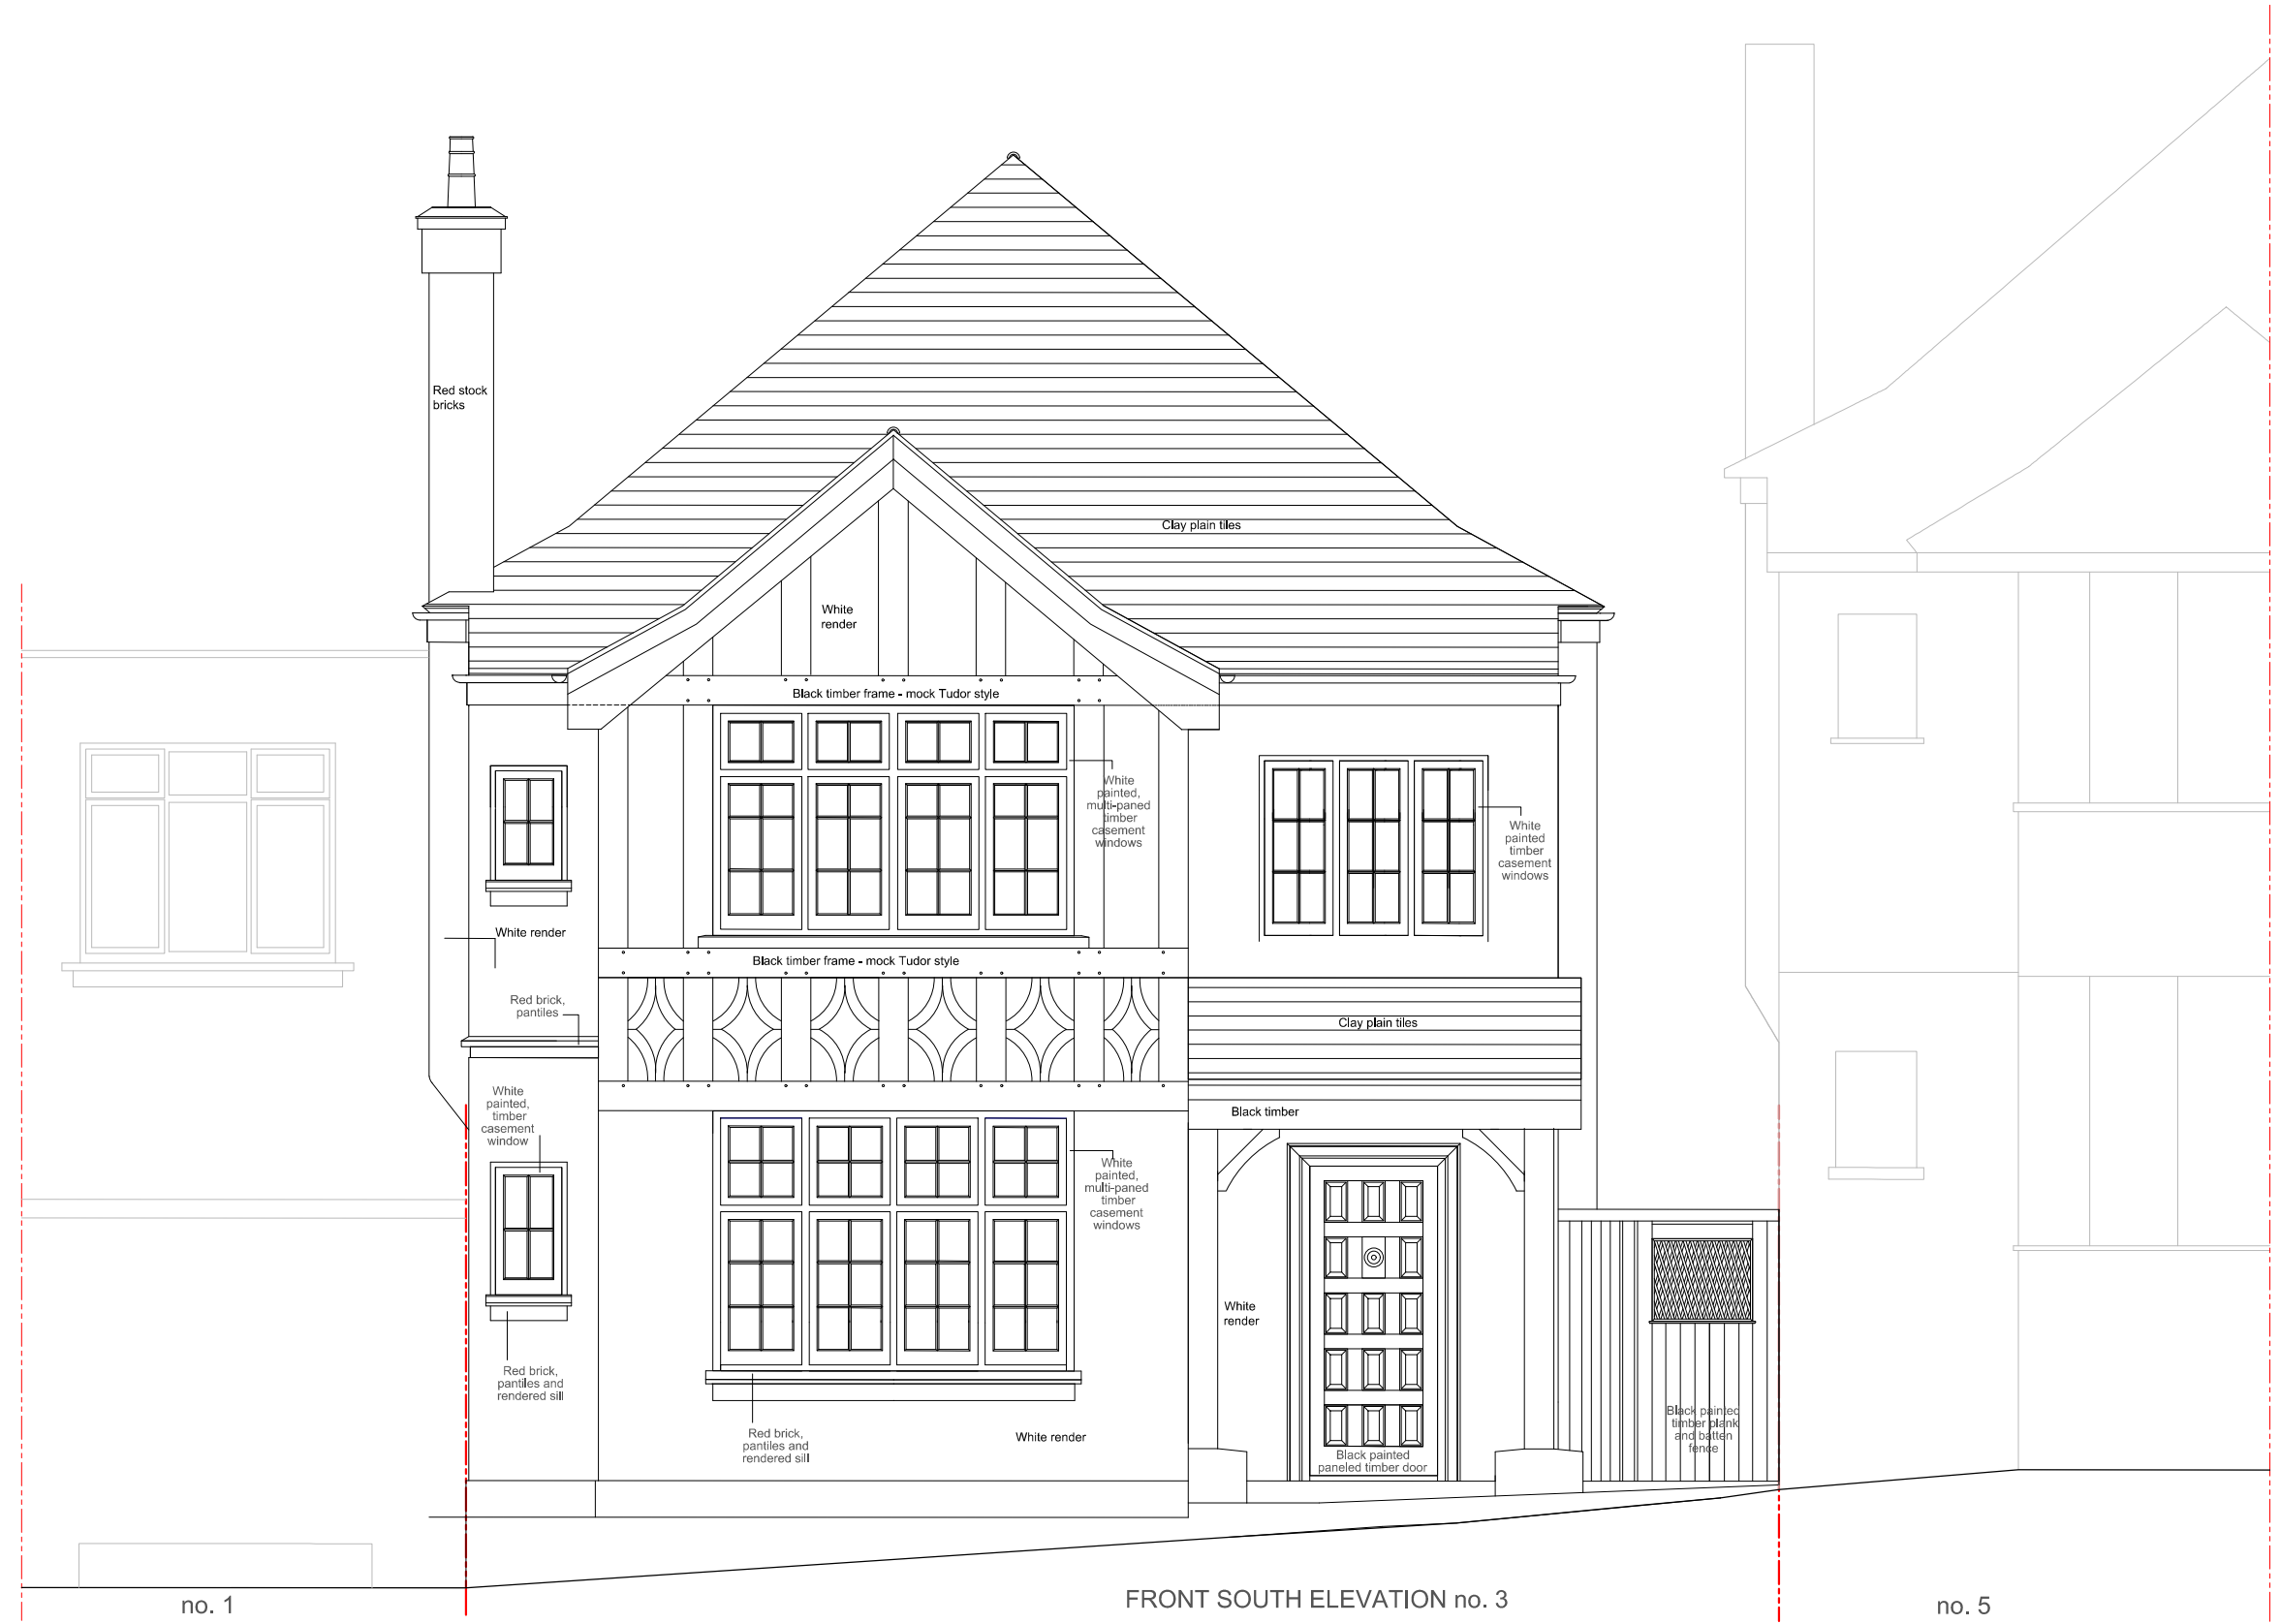 Red stock
bricks
Clay plain tiles
White
render
Black timber frame - mock Tudor style
White
painted,
multi-paned
timber
casement
windows
White
painted
timber
casement
windows
White render
Black timber frame - mock Tudor style
Red brick,
pantiles
Clay plain tiles
White
painted,
timber
casement
window
Black timber
White
painted,
multi-paned
timber
casement
windows
White
render
Red brick,
pantiles and
rendered sill
Black painted
timber plank
and batten
fence
Red brick,
pantiles and
rendered sill
White render
Black painted
paneled timber door
no. 1
FRONT SOUTH ELEVATION no. 3
no. 5